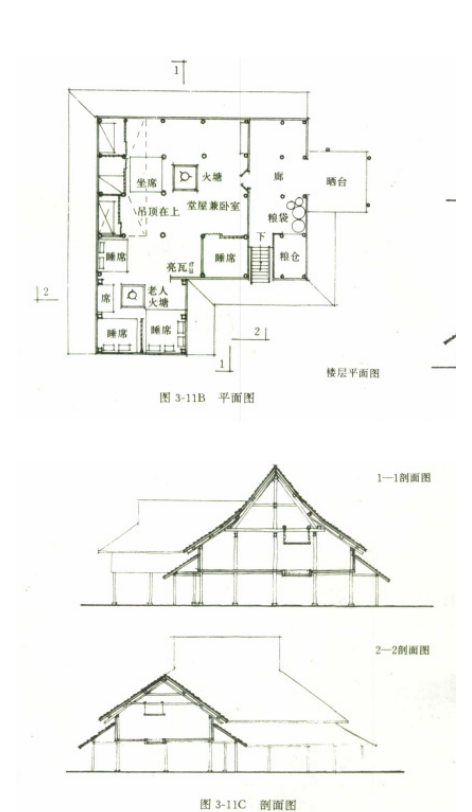 1
坐席
火塘
廊
晒台
吊顶在上
堂屋兼卧室
粮袋
下
睡席
亮瓦
睡席
粮仓
老人
火塘
席
2
睡席
睡席
2
1
楼层平面图
图 3-11B 平面图
1—1剖面图
2—2剖面图
图 3-11C 剖面图